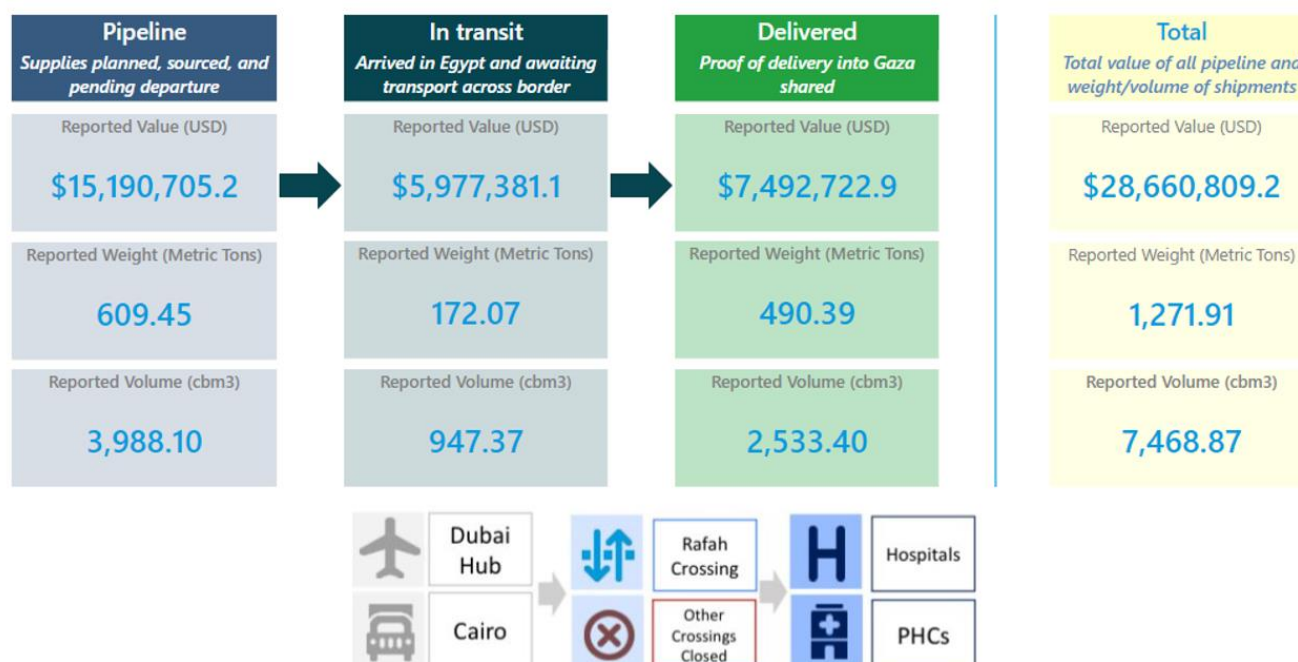 Pipeline
Supplies planned, sourced, and
pending departure
Reported Value (USD)
$15,190,705.2
Reported Weight (Metric Tons)
609.45
Reported Volume (cbm3)
3,988.10
In transit
Arrived in Egypt and awaiting
transport across border
Reported Value (USD)
$5,977,381.1
Reported Weight (Metric Tons)
172.07
Reported Volume (cbm3)
947.37
Delivered
Proof of delivery into Gaza
shared
Reported Value (USD)
$7,492,722.9
Reported Weight (Metric Tons)
490.39
Reported Volume (cbm3)
2,533.40
Total
Total value of all pipeline and
weight/volume of shipments
Reported Value (USD)
$28,660,809.2
Reported Weight (Metric Tons)
1,271.91
Reported Volume (cbm3)
7,468.87
Dubai
Hub
Cairo
Rafah
Crossing
Other
Crossings
Closed
H
Hospitals
PHCs